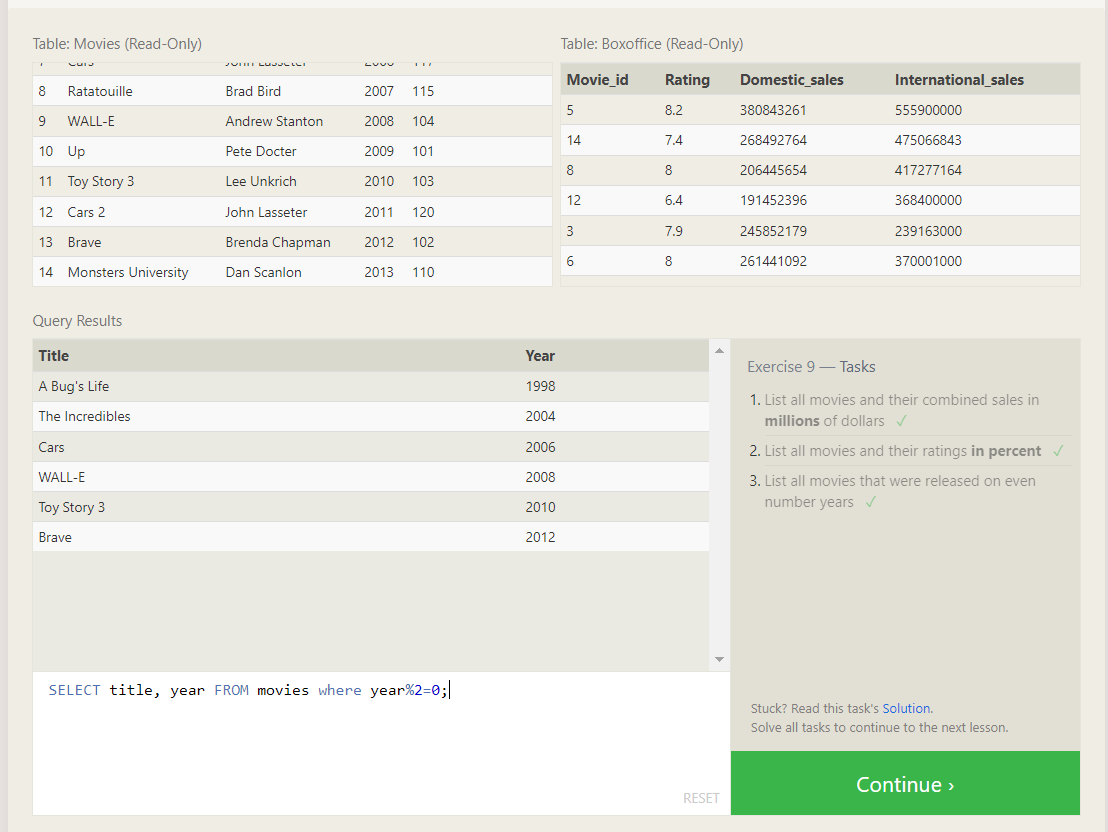 Table: Movies (Read-Only)
Table: Boxoffice (Read-Only)
8 Ratatouille Brad Bird 2007 115
9 WALL-E Andrew Stanton 2008 104
10 Up Pete Docter 2009 101
11 Toy Story 3 Lee Unkrich 2010 103
12 Cars 2 John Lasseter 2011 120
13 Brave Brenda Chapman 2012 102
14 Monsters University Dan Scanlon 2013 110
Movie_id Rating Domestic_sales International_sales
5 8.2 380843261 555900000
14 7.4 268492764 475066843
8 8 206445654 417277164
12 6.4 191452396 368400000
3 7.9 245852179 239163000
6 8 261441092 370001000
Query Results
Title Year
A Bug's Life 1998
The Incredibles 2004
Cars 2006
WALL-E 2008
Toy Story 3 2010
Brave 2012
SELECT title, year FROM movies where year%2=0;
RESET
Exercise 9 — Tasks
1. List all movies and their combined sales in
millions of dollars ✓
2. List all movies and their ratings in percent ✓
3. List all movies that were released on even
number years ✓
Stuck? Read this task's Solution.
Solve all tasks to continue to the next lesson.
Continue ›